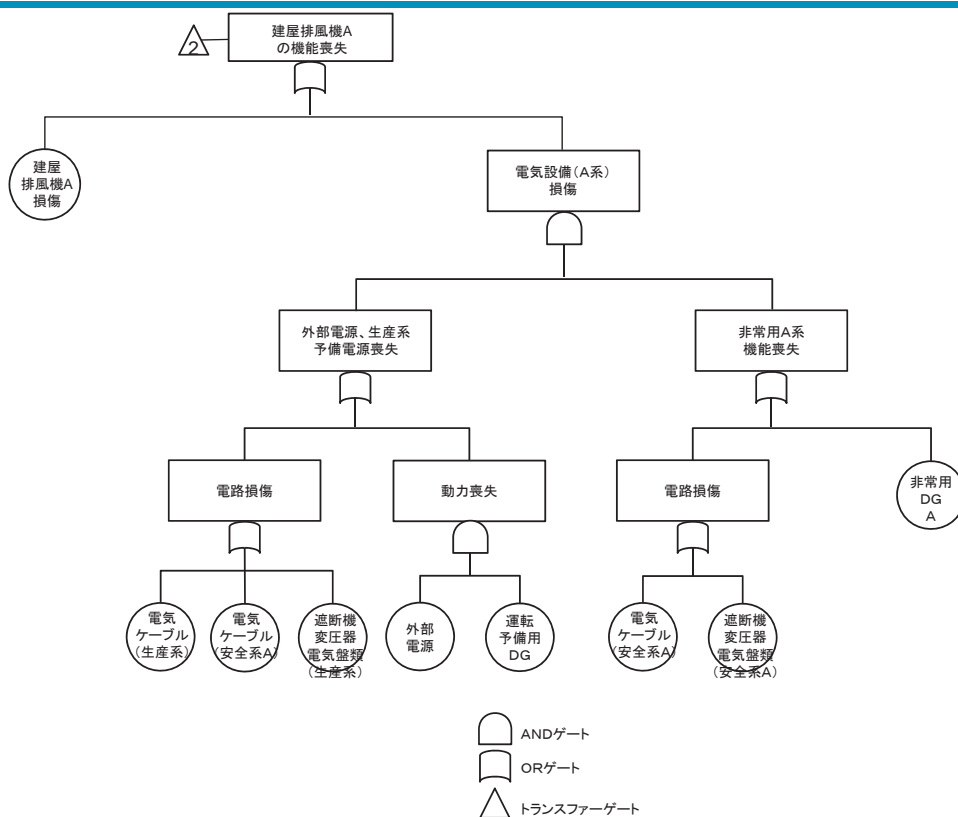 建屋排風機A
の機能喪失
2
建屋
排風機A
損傷
電気設備(A系)
損傷
外部電源、生産系
予備電源喪失
非常用A系
機能喪失
電路損傷
動力喪失
電路損傷
非常用
DG
A
電気
ケーブル
(生産系)
電気
ケーブル
(安全系A)
遮断機
変圧器
電気盤類
(生産系)
外部
電源
運転
予備用
DG
電気
ケーブル
(安全系A)
遮断機
変圧器
電気盤類
(安全系A)
ANDゲート
ORゲート
トランスファーゲート